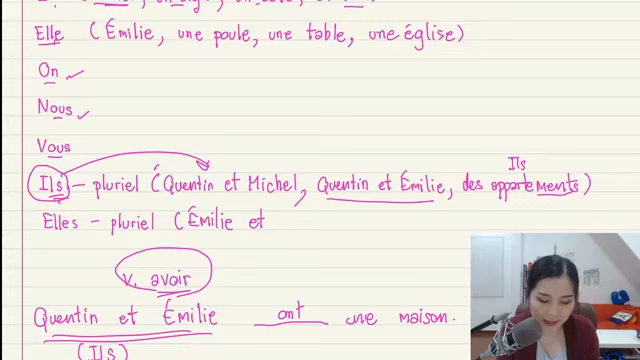 Elle (Émilie, une poule, une table, une église)
On
Nous
Vous
Ils
Ils – pluriel (Quentin et Michel, Quentin et Émilie, des appartements)
Elles – pluriel (Émilie et
v. avoir
Quentin et Émilie ont une maison.
(Ils)